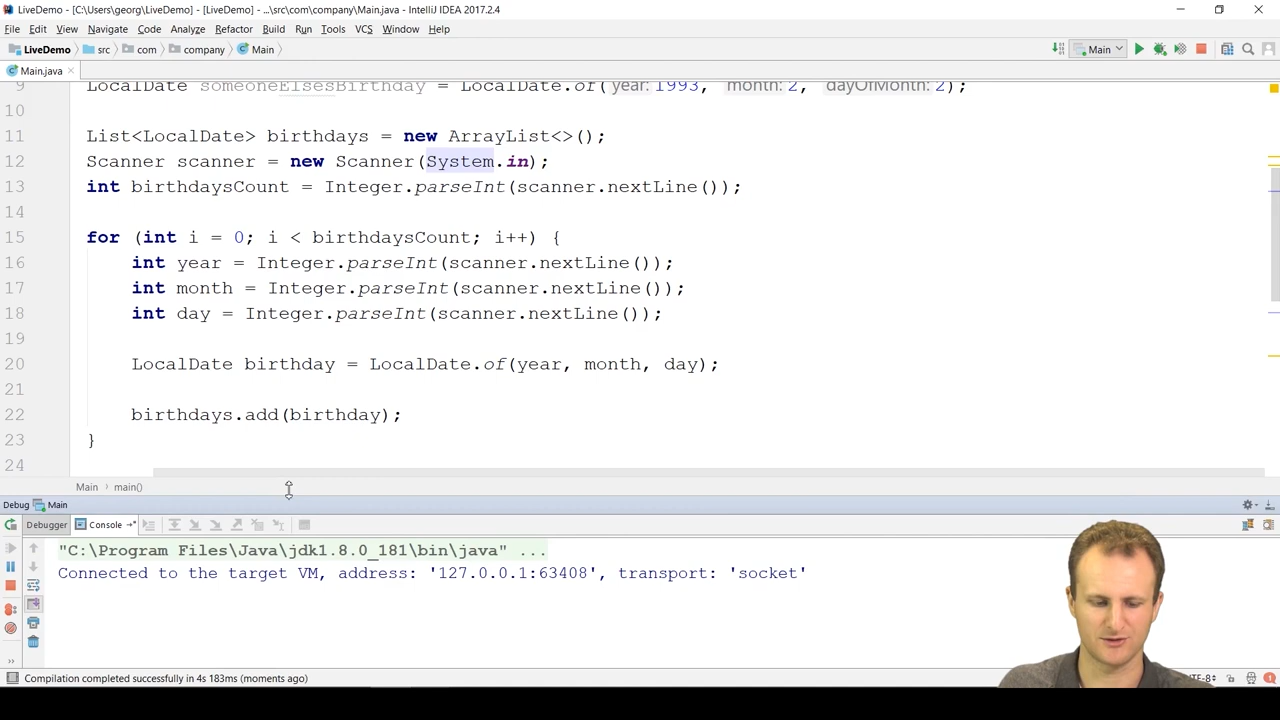 LiveDemo - [C:\Users\georg\LiveDemo] - [LiveDemo] - ...\src\com\company\Main.java - IntelliJ IDEA 2017.2.4
File Edit View Navigate Code Analyze Refactor Build Run Tools VCS Window Help
LiveDemo src com company Main Main
Main.java
9 LocalDate someoneElsesBirthday = LocalDate.of( year: 1993, month: 2, dayOfMonth: 2);
10
11 List<LocalDate> birthdays = new ArrayList<>();
12 Scanner scanner = new Scanner(System.in);
13 int birthdaysCount = Integer.parseInt(scanner.nextLine());
14
15 for (int i = 0; i < birthdaysCount; i++) {
16 int year = Integer.parseInt(scanner.nextLine());
17 int month = Integer.parseInt(scanner.nextLine());
18 int day = Integer.parseInt(scanner.nextLine());
19
20 LocalDate birthday = LocalDate.of(year, month, day);
21
22 birthdays.add(birthday);
23 }
24
Main › main()
Debug Main
Debugger Console
"C:\Program Files\Java\jdk1.8.0_181\bin\java" ...
Connected to the target VM, address: '127.0.0.1:63408', transport: 'socket'
Compilation completed successfully in 4s 183ms (moments ago)